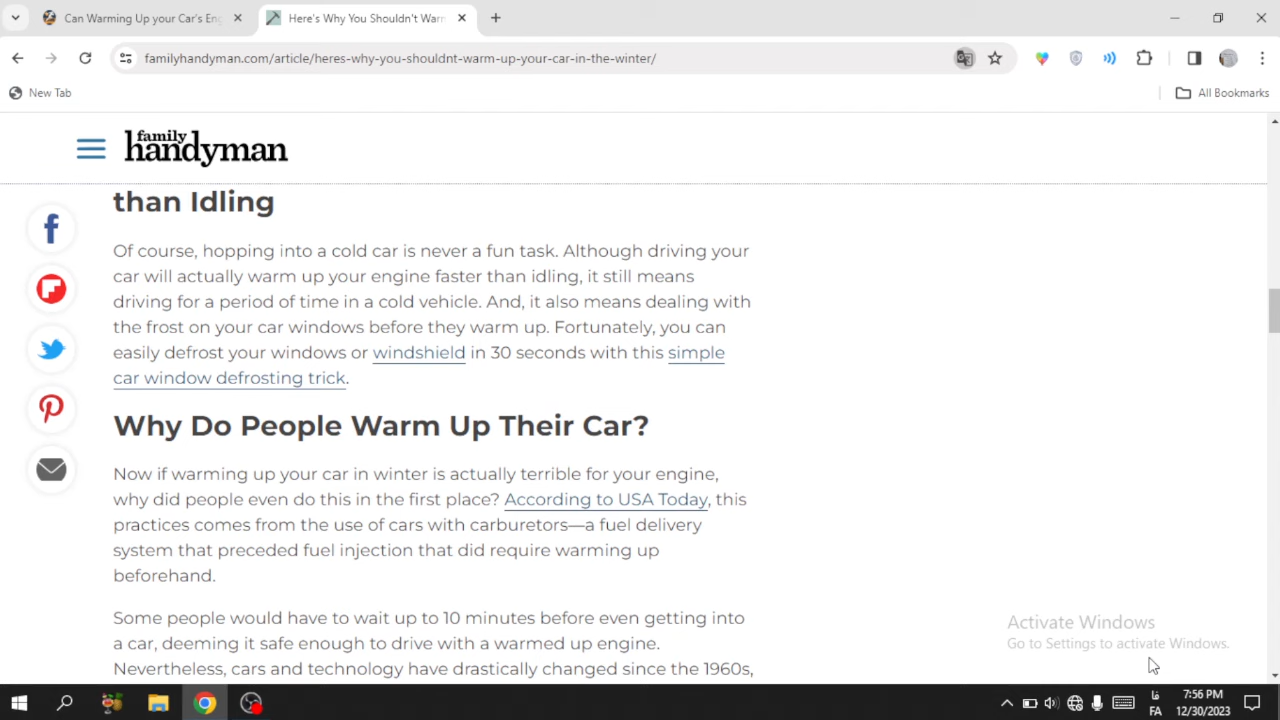 Can Warming Up your Car's Eng
Here's Why You Shouldn't Warm
familyhandyman.com/article/heres-why-you-shouldnt-warm-up-your-car-in-the-winter/
New Tab
All Bookmarks
family
handyman
than Idling
Of course, hopping into a cold car is never a fun task. Although driving your
car will actually warm up your engine faster than idling, it still means
driving for a period of time in a cold vehicle. And, it also means dealing with
the frost on your car windows before they warm up. Fortunately, you can
easily defrost your windows or windshield in 30 seconds with this simple
car window defrosting trick.
Why Do People Warm Up Their Car?
Now if warming up your car in winter is actually terrible for your engine,
why did people even do this in the first place? According to USA Today, this
practices comes from the use of cars with carburetors—a fuel delivery
system that preceded fuel injection that did require warming up
beforehand.
Some people would have to wait up to 10 minutes before even getting into
a car, deeming it safe enough to drive with a warmed up engine.
Nevertheless, cars and technology have drastically changed since the 1960s,
Activate Windows
Go to Settings to activate Windows.
فا
FA
7:56 PM
12/30/2023